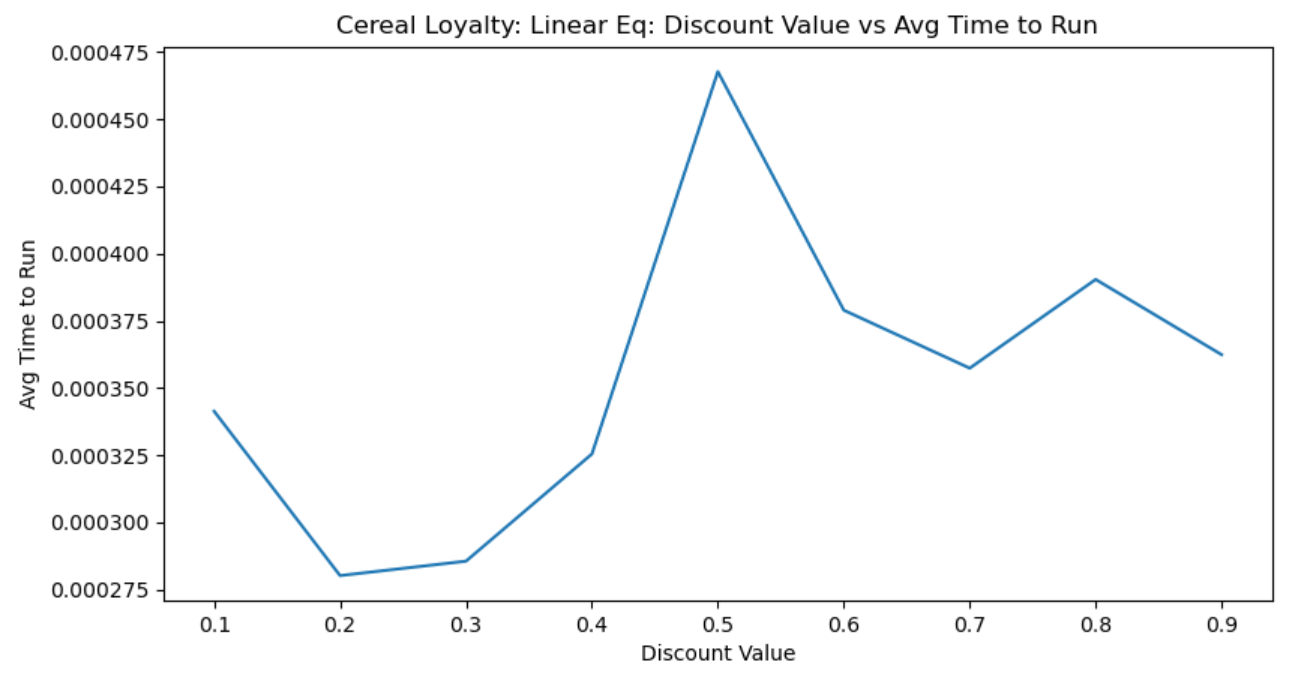 Cereal Loyalty: Linear Eq: Discount Value vs Avg Time to Run
0.000475
0.000450
0.000425
0.000400
0.000375
0.000350
0.000325
0.000300
0.000275
Avg Time to Run
0.1 0.2 0.3 0.4 0.5 0.6 0.7 0.8 0.9
Discount Value